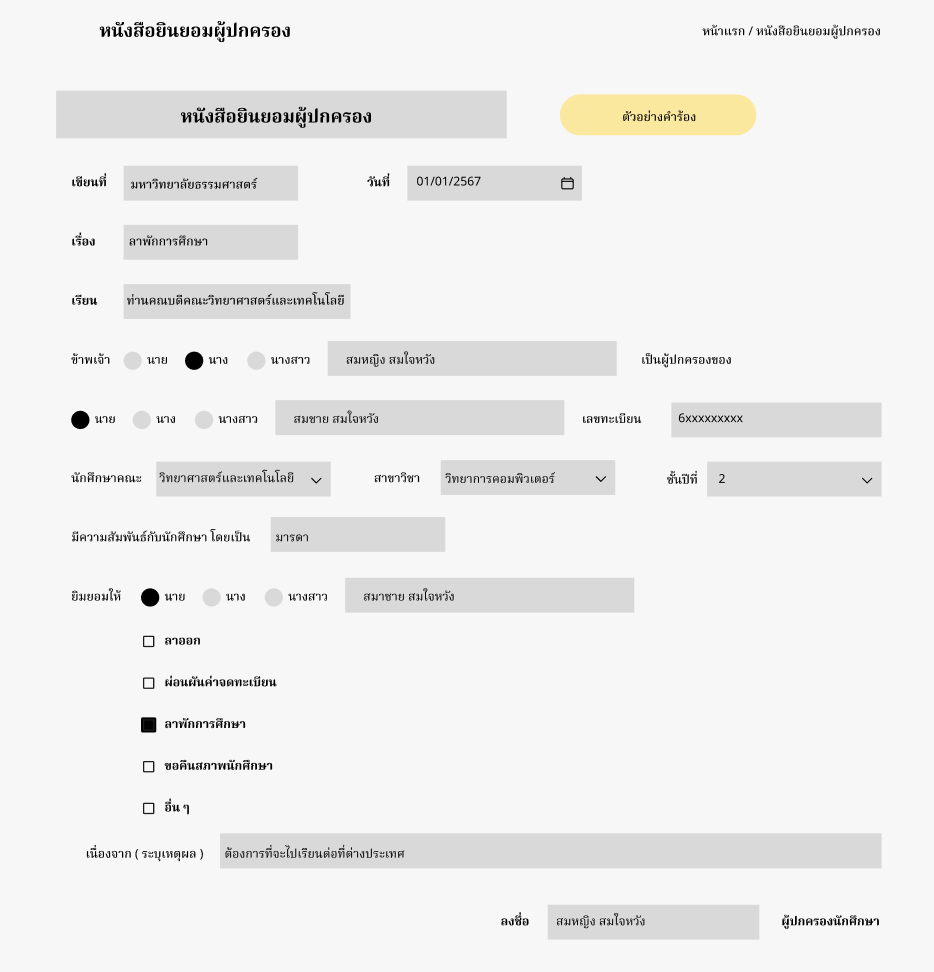 หนังสือยินยอมผู้ปกครอง หน้าแรก / หนังสือยินยอมผู้ปกครอง
หนังสือยินยอมผู้ปกครอง ตัวอย่างคำร้อง
เขียนที่ มหาวิทยาลัยธรรมศาสตร์ วันที่ 01/01/2567
เรื่อง ลาพักการศึกษา
เรียน ท่านคณบดีคณะวิทยาศาสตร์และเทคโนโลยี
ข้าพเจ้า นาย นาง นางสาว สมหญิง สมใจหวัง เป็นผู้ปกครองของ
นาย นาง นางสาว สมชาย สมใจหวัง เลขทะเบียน 6xxxxxxxxx
นักศึกษาคณะ วิทยาศาสตร์และเทคโนโลยี สาขาวิชา วิทยาการคอมพิวเตอร์ ชั้นปีที่ 2
มีความสัมพันธ์กับนักศึกษา โดยเป็น มารดา
ยิมยอมให้ นาย นาง นางสาว สมาชาย สมใจหวัง
ลาออก
ผ่อนผันค่าจดทะเบียน
ลาพักการศึกษา
ขอคืนสภาพนักศึกษา
อื่น ๆ
เนื่องจาก ( ระบุเหตุผล ) ต้องการที่จะไปเรียนต่อที่ต่างประเทศ
ลงชื่อ สมหญิง สมใจหวัง ผู้ปกครองนักศึกษา